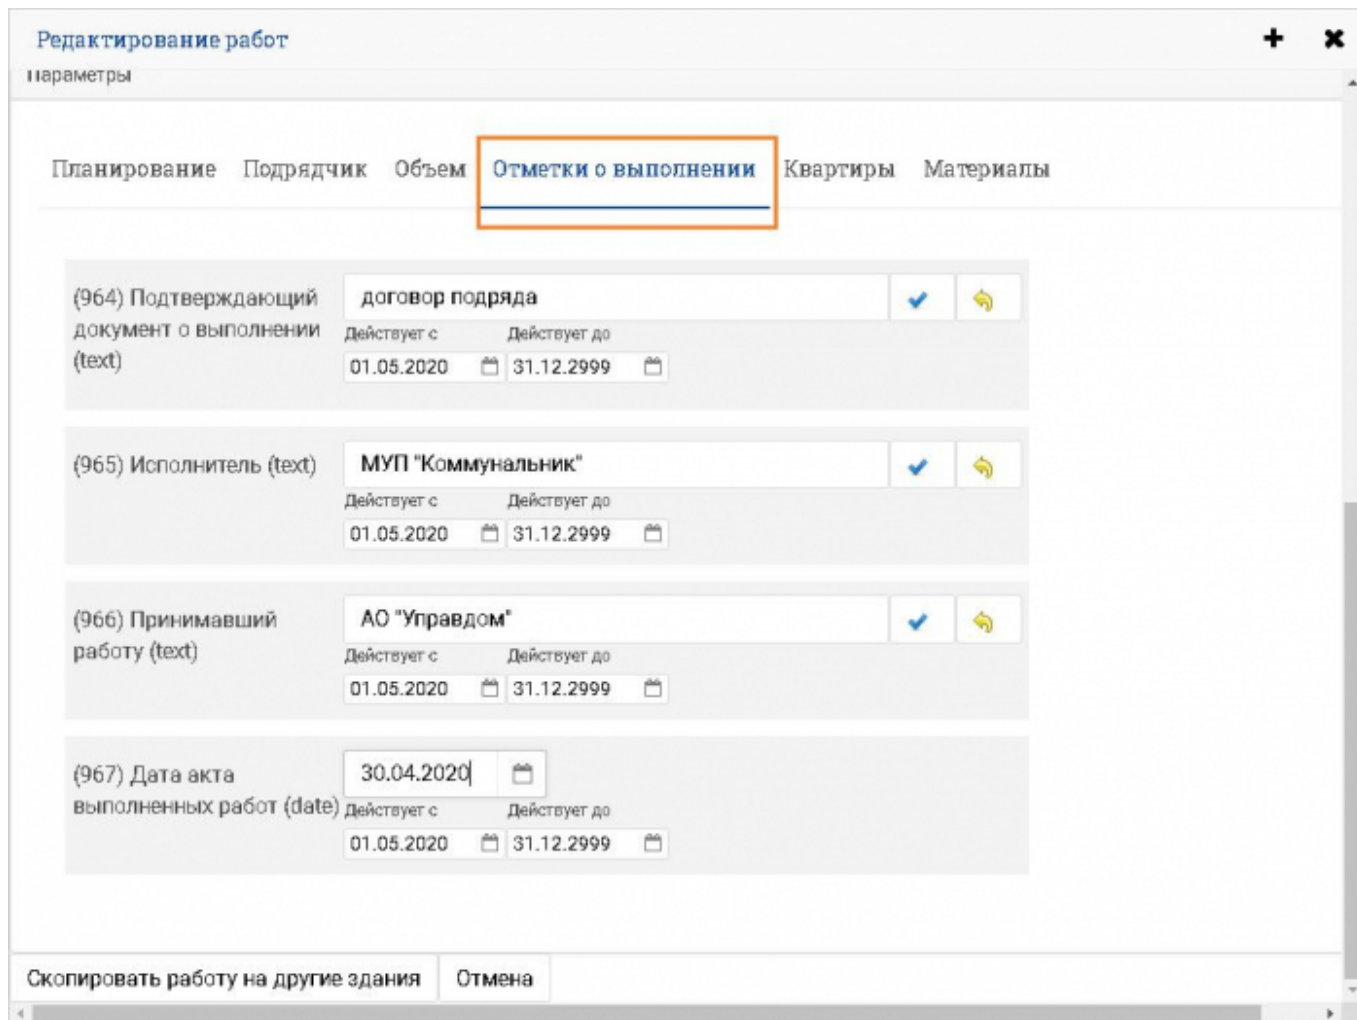 Редактирование работ
Параметры
Планирование Подрядчик Объем Отметки о выполнении Квартиры Материалы
(964) Подтверждающий документ о выполнении (text)
договор подряда
Действует с Действует до
01.05.2020 31.12.2999
(965) Исполнитель (text)
МУП "Коммунальник"
Действует с Действует до
01.05.2020 31.12.2999
(966) Принимавший работу (text)
АО "Управдом"
Действует с Действует до
01.05.2020 31.12.2999
(967) Дата акта выполненных работ (date)
30.04.2020
Действует с Действует до
01.05.2020 31.12.2999
Скопировать работу на другие здания Отмена